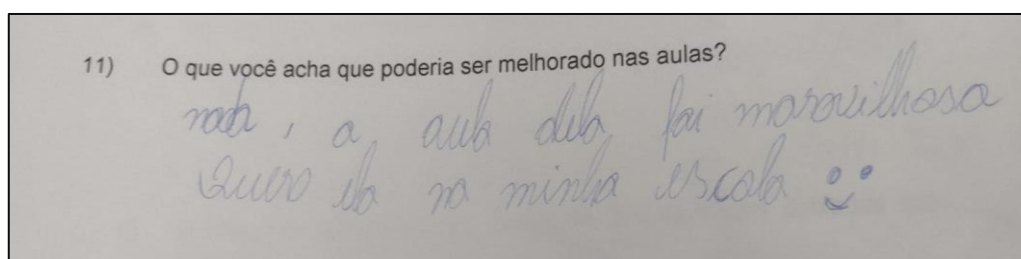 11) O que você acha que poderia ser melhorado nas aulas?
nada, a aula dela foi maravilhosa
Quero ela na minha escola :)